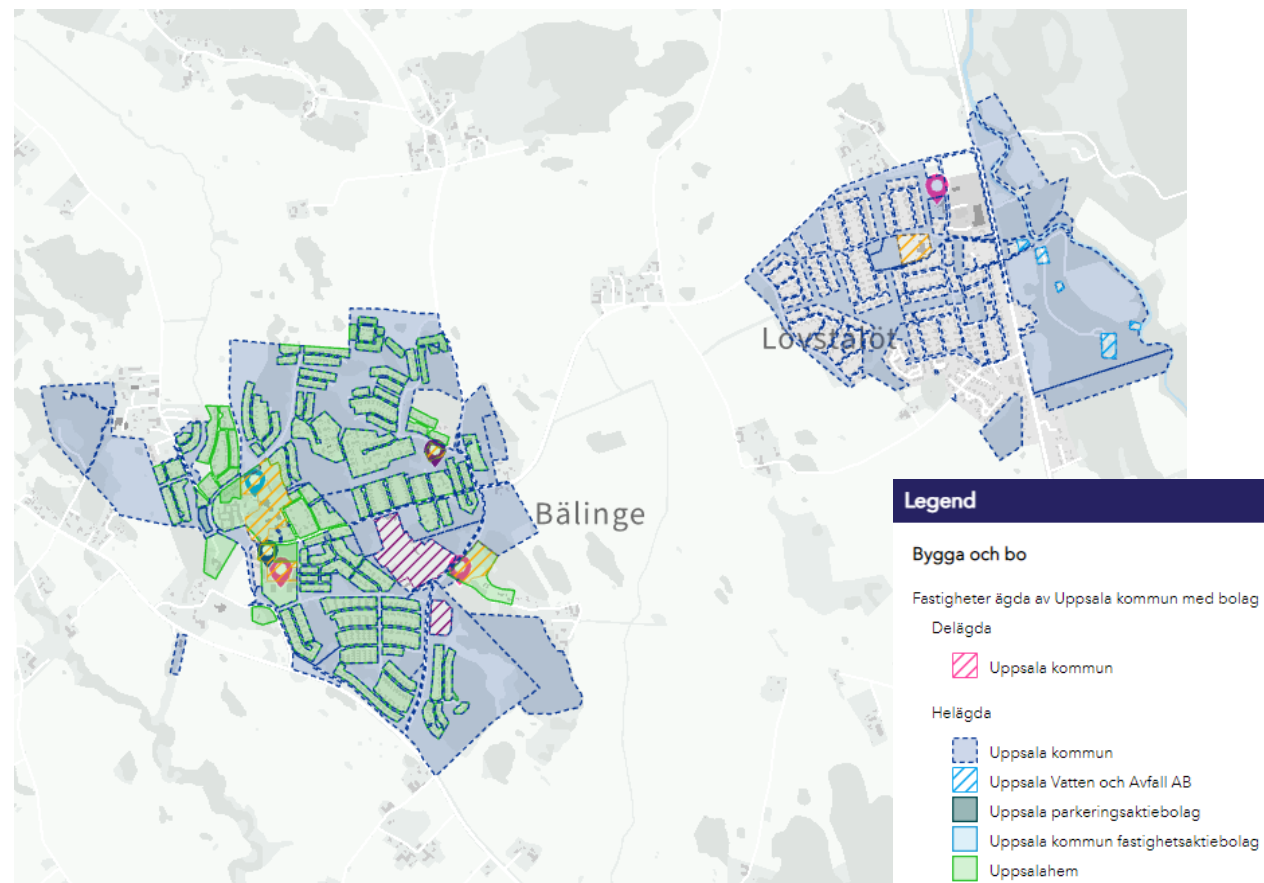 Lövstalöt
Bälinge
Legend
Bygga och bo
Fastigheter ägda av Uppsala kommun med bolag
Delägda
Uppsala kommun
Helägda
Uppsala kommun
Uppsala Vatten och Avfall AB
Uppsala parkeringsaktiebolag
Uppsala kommun fastighetsaktiebolag
Uppsalahem